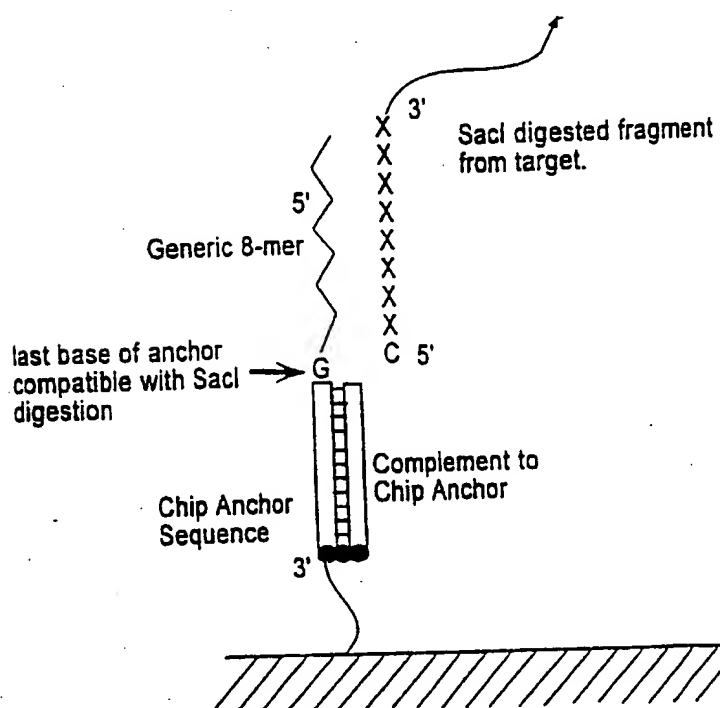 3'
SacI digested fragment
from target.
X
X
X
X
X
X
X
X
5'
Generic 8-mer
C 5'
last base of anchor
compatible with SacI
digestion
G
Complement to
Chip Anchor
Chip Anchor
Sequence
3'